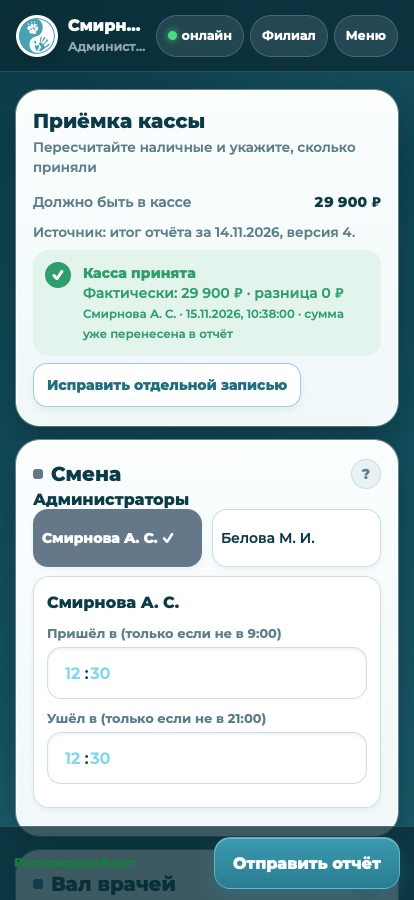 Смирн...
Админист...
онлайн
Филиал
Меню
Приёмка кассы
Пересчитайте наличные и укажите, сколько
приняли
Должно быть в кассе
29 900 ₽
Источник: итог отчёта за 14.11.2026, версия 4.
Касса принята
Фактически: 29 900 ₽ · разница 0 ₽
Смирнова А. С. · 15.11.2026, 10:38:00 · сумма
уже перенесена в отчёт
Исправить отдельной записью
Смена
?
Администраторы
Смирнова А. С. ✓
Белова М. И.
Смирнова А. С.
Пришёл в (только если не в 9:00)
12 :30
Ушёл в (только если не в 21:00)
12 :30
Расхождений нет
Отправить отчёт
Вал врачей